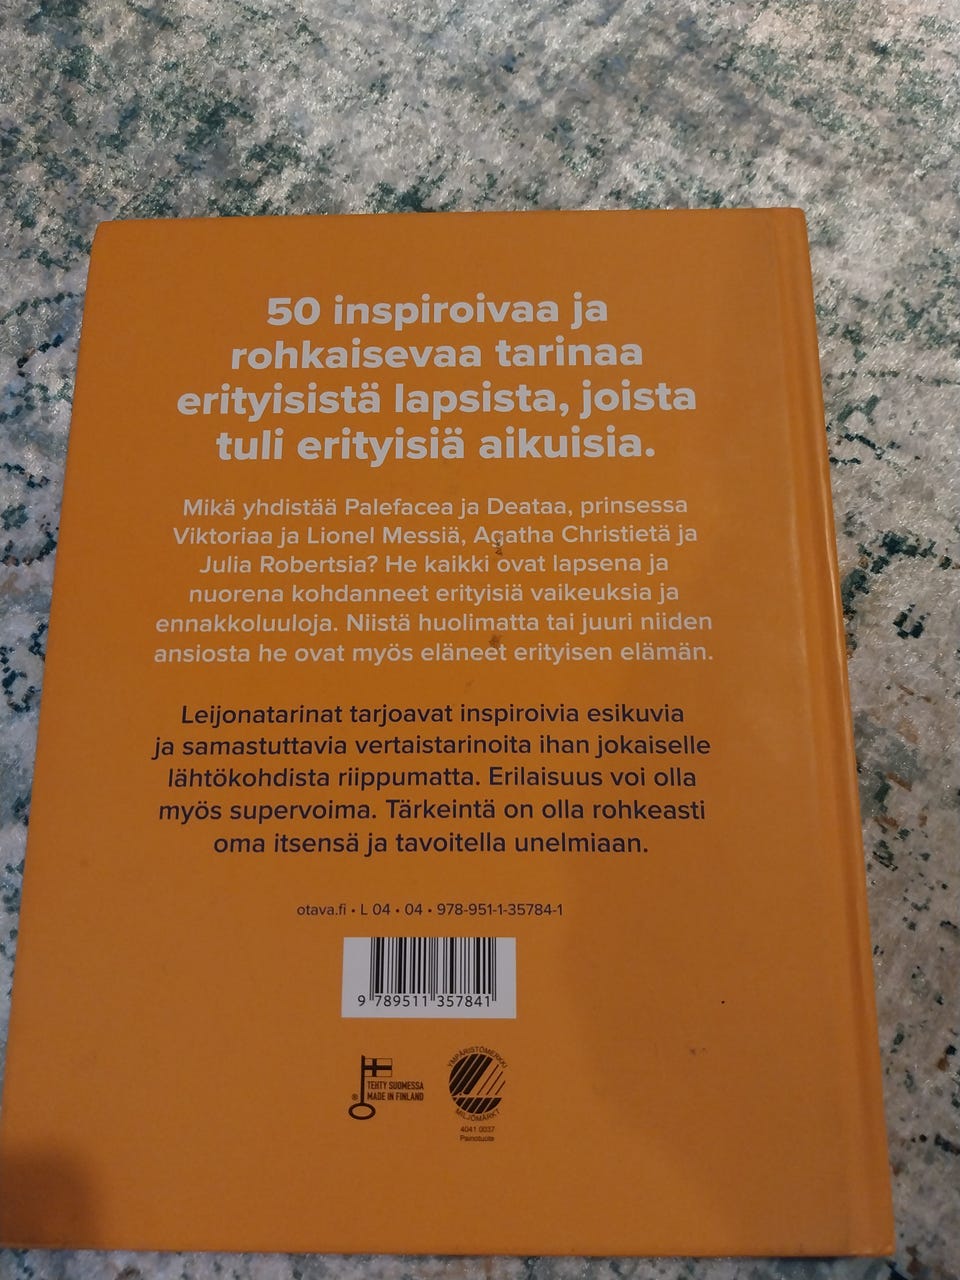 50 inspiroivaa ja
rohkaisevaa tarinaa
erityisistä lapsista, joista
tuli erityisiä aikuisia.
Mikä yhdistää Palefacea ja Deataa, prinsessa
Viktoriaa ja Lionel Messiä, Agatha Christietä ja
Julia Robertsia? He kaikki ovat lapsena ja
nuorena kohdanneet erityisiä vaikeuksia ja
ennakkoluuloja. Niistä huolimatta tai juuri niiden
ansiosta he ovat myös eläneet erityisen elämän.
Leijonatarinat tarjoavat inspiroivia esikuvia
ja samastuttavia vertaistarinoita ihan jokaiselle
lähtökohdista riippumatta. Erilaisuus voi olla
myös supervoima. Tärkeintä on olla rohkeasti
oma itsensä ja tavoitella unelmiaan.
otava.fi • L 04 • 04 • 978-951-1-35784-1
9 789511 357841
® TEHTY SUOMESSA
MADE IN FINLAND
YMPÄRISTÖMERKKI
MILJÖMÄRKT
4041 0037
Painotuote